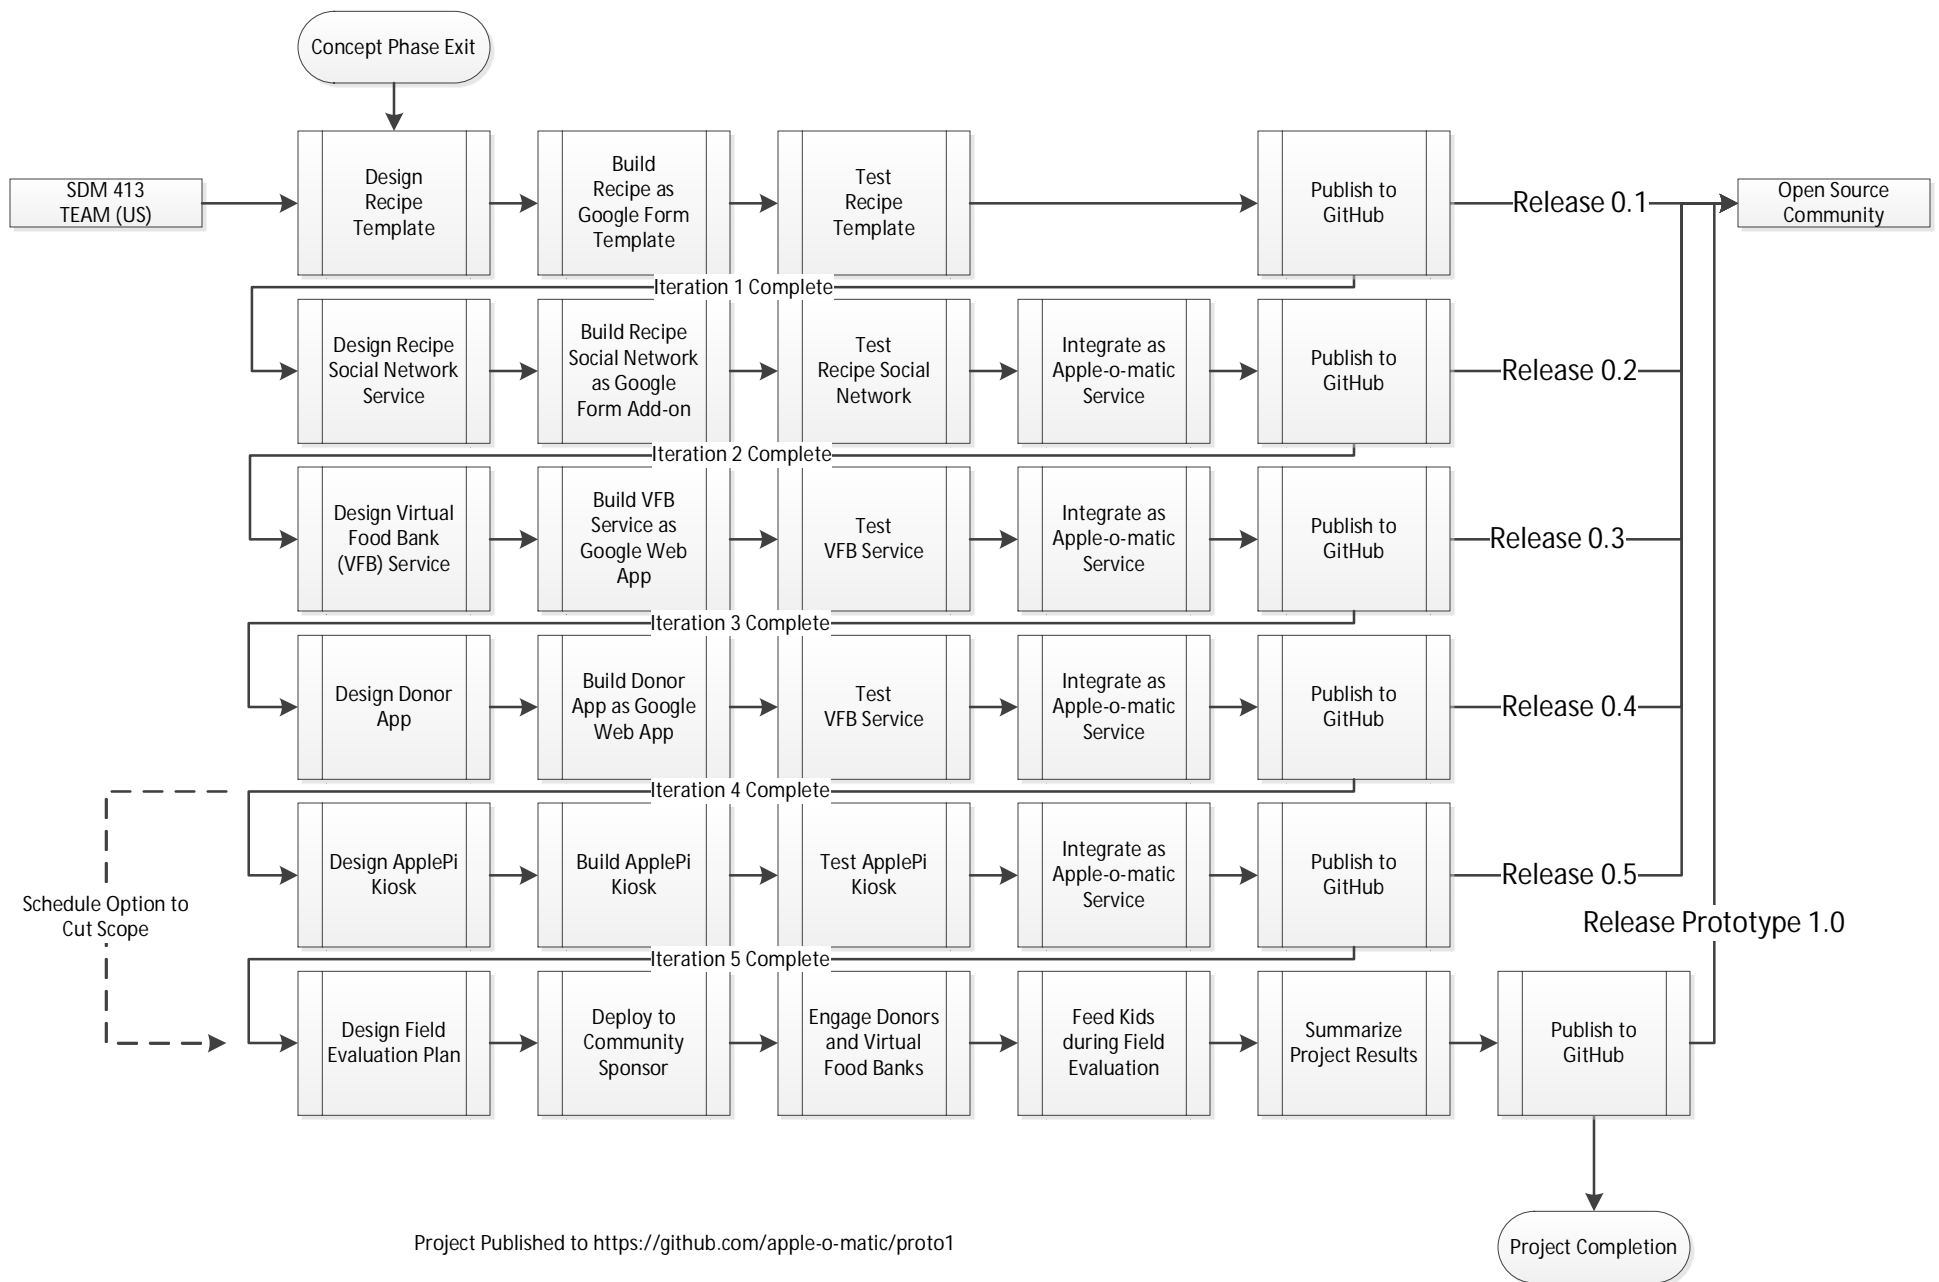 Concept Phase Exit
SDM 413
TEAM (US)
Design
Recipe
Template
Build
Recipe as
Google Form
Template
Test
Recipe
Template
Publish to
GitHub
Release 0.1
Open Source
Community
Iteration 1 Complete
Design Recipe
Social Network
Service
Build Recipe
Social Network
as Google
Form Add-on
Test
Recipe Social
Network
Integrate as
Apple-o-matic
Service
Publish to
GitHub
Release 0.2
Iteration 2 Complete
Design Virtual
Food Bank
(VFB) Service
Build VFB
Service as
Google Web
App
Test
VFB Service
Integrate as
Apple-o-matic
Service
Publish to
GitHub
Release 0.3
Iteration 3 Complete
Design Donor
App
Build Donor
App as Google
Web App
Test
VFB Service
Integrate as
Apple-o-matic
Service
Publish to
GitHub
Release 0.4
Iteration 4 Complete
Schedule Option to
Cut Scope
Design ApplePi
Kiosk
Build ApplePi
Kiosk
Test ApplePi
Kiosk
Integrate as
Apple-o-matic
Service
Publish to
GitHub
Release 0.5
Release Prototype 1.0
Iteration 5 Complete
Design Field
Evaluation Plan
Deploy to
Community
Sponsor
Engage Donors
and Virtual
Food Banks
Feed Kids
during Field
Evaluation
Summarize
Project Results
Publish to
GitHub
Project Completion
Project Published to https://github.com/apple-o-matic/proto1